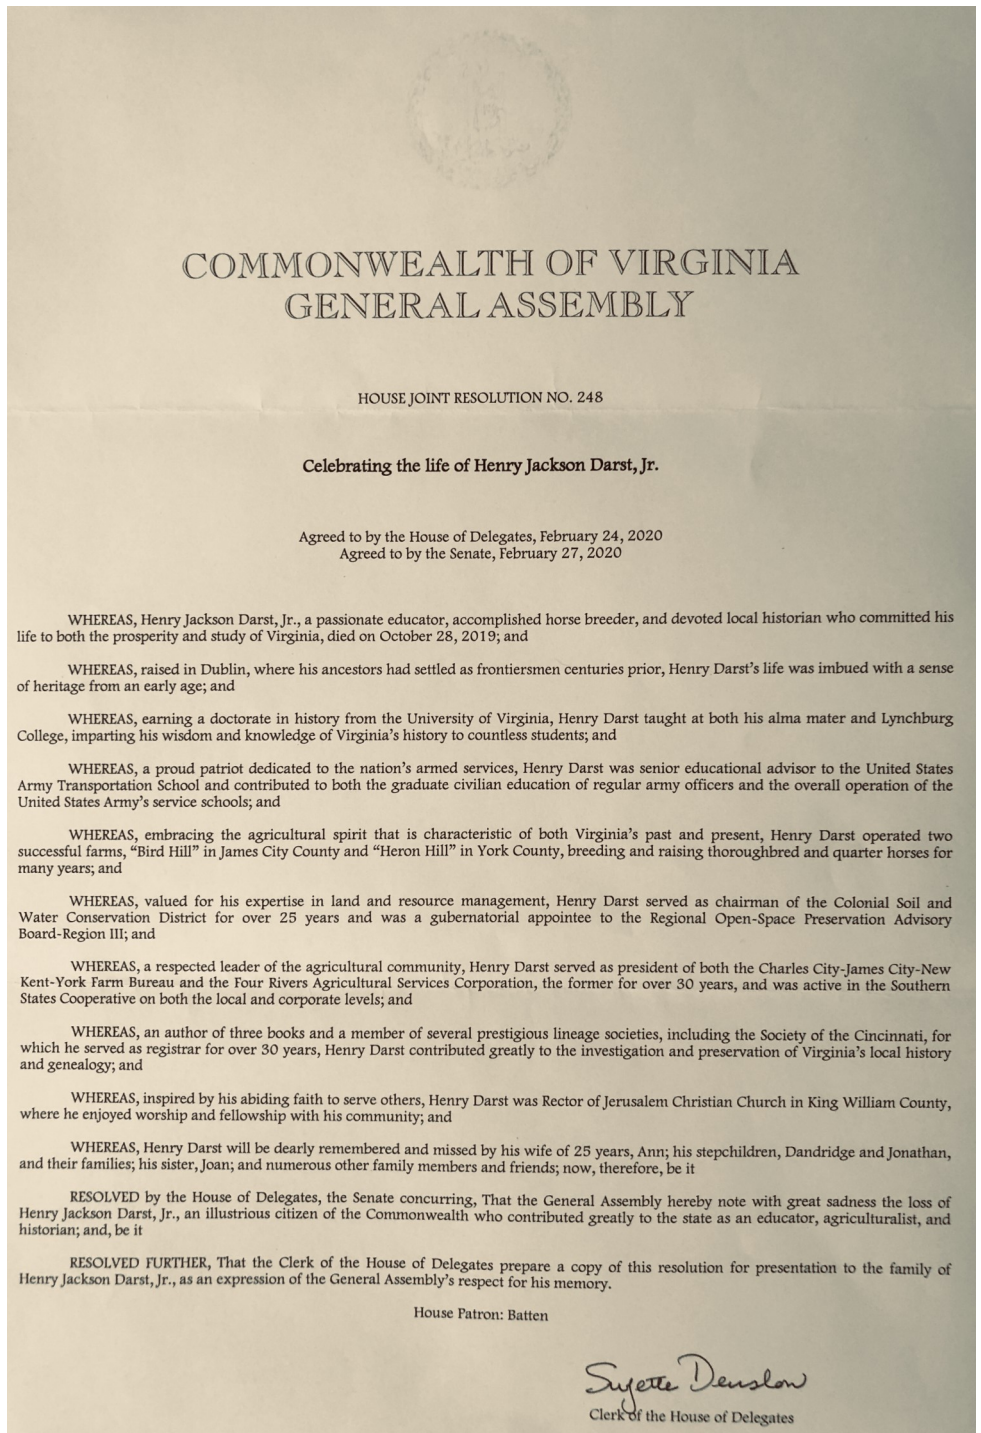 COMMONWEALTH OF VIRGINIA
GENERAL ASSEMBLY
HOUSE JOINT RESOLUTION NO. 248
Celebrating the life of Henry Jackson Darst, Jr.
Agreed to by the House of Delegates, February 24, 2020
Agreed to by the Senate, February 27, 2020
WHEREAS, Henry Jackson Darst, Jr., a passionate educator, accomplished horse breeder, and devoted local historian who committed his
life to both the prosperity and study of Virginia, died on October 28, 2019; and
WHEREAS, raised in Dublin, where his ancestors had settled as frontiersmen centuries prior, Henry Darst's life was imbued with a sense
of heritage from an early age; and
WHEREAS, earning a doctorate in history from the University of Virginia, Henry Darst taught at both his alma mater and Lynchburg
College, imparting his wisdom and knowledge of Virginia's history to countless students; and
WHEREAS, a proud patriot dedicated to the nation's armed services, Henry Darst was senior educational advisor to the United States
Army Transportation School and contributed to both the graduate civilian education of regular army officers and the overall operation of the
United States Army's service schools; and
WHEREAS, embracing the agricultural spirit that is characteristic of both Virginia's past and present, Henry Darst operated two
successful farms, "Bird Hill" in James City County and "Heron Hill" in York County, breeding and raising thoroughbred and quarter horses for
many years; and
WHEREAS, valued for his expertise in land and resource management, Henry Darst served as chairman of the Colonial Soil and
Water Conservation District for over 25 years and was a gubernatorial appointee to the Regional Open-Space Preservation Advisory
Board-Region III; and
WHEREAS, a respected leader of the agricultural community, Henry Darst served as president of both the Charles City-James City-New
Kent-York Farm Bureau and the Four Rivers Agricultural Services Corporation, the former for over 30 years, and was active in the Southern
States Cooperative on both the local and corporate levels; and
WHEREAS, an author of three books and a member of several prestigious lineage societies, including the Society of the Cincinnati, for
which he served as registrar for over 30 years, Henry Darst contributed greatly to the investigation and preservation of Virginia's local history
and genealogy; and
WHEREAS, inspired by his abiding faith to serve others, Henry Darst was Rector of Jerusalem Christian Church in King William County,
where he enjoyed worship and fellowship with his community; and
WHEREAS, Henry Darst will be dearly remembered and missed by his wife of 25 years, Ann; his stepchildren, Dandridge and Jonathan,
and their families; his sister, Joan; and numerous other family members and friends; now, therefore, be it
RESOLVED by the House of Delegates, the Senate concurring, That the General Assembly hereby note with great sadness the loss of
Henry Jackson Darst, Jr., an illustrious citizen of the Commonwealth who contributed greatly to the state as an educator, agriculturalist, and
historian; and, be it
RESOLVED FURTHER, That the Clerk of the House of Delegates prepare a copy of this resolution for presentation to the family of
Henry Jackson Darst, Jr., as an expression of the General Assembly's respect for his memory.
House Patron: Batten
Suzette Denslow
Clerk of the House of Delegates